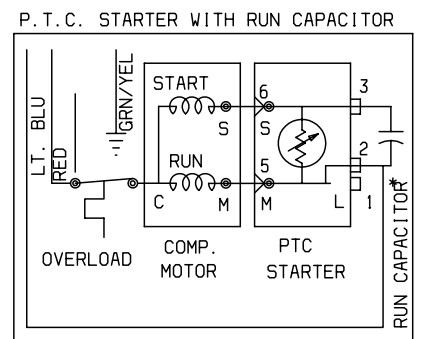 P.T.C. STARTER WITH RUN CAPACITOR
LT. BLU
RED
GRN/YEL
START
S
RUN
C
M
6
S
5
M
3
2
L
1
OVERLOAD
COMP.
MOTOR
PTC
STARTER
RUN CAPACITOR*